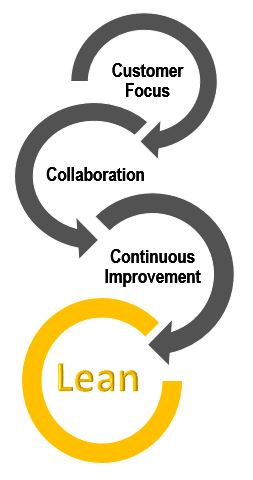 Customer
Focus
Collaboration
Continuous
Improvement
Lean